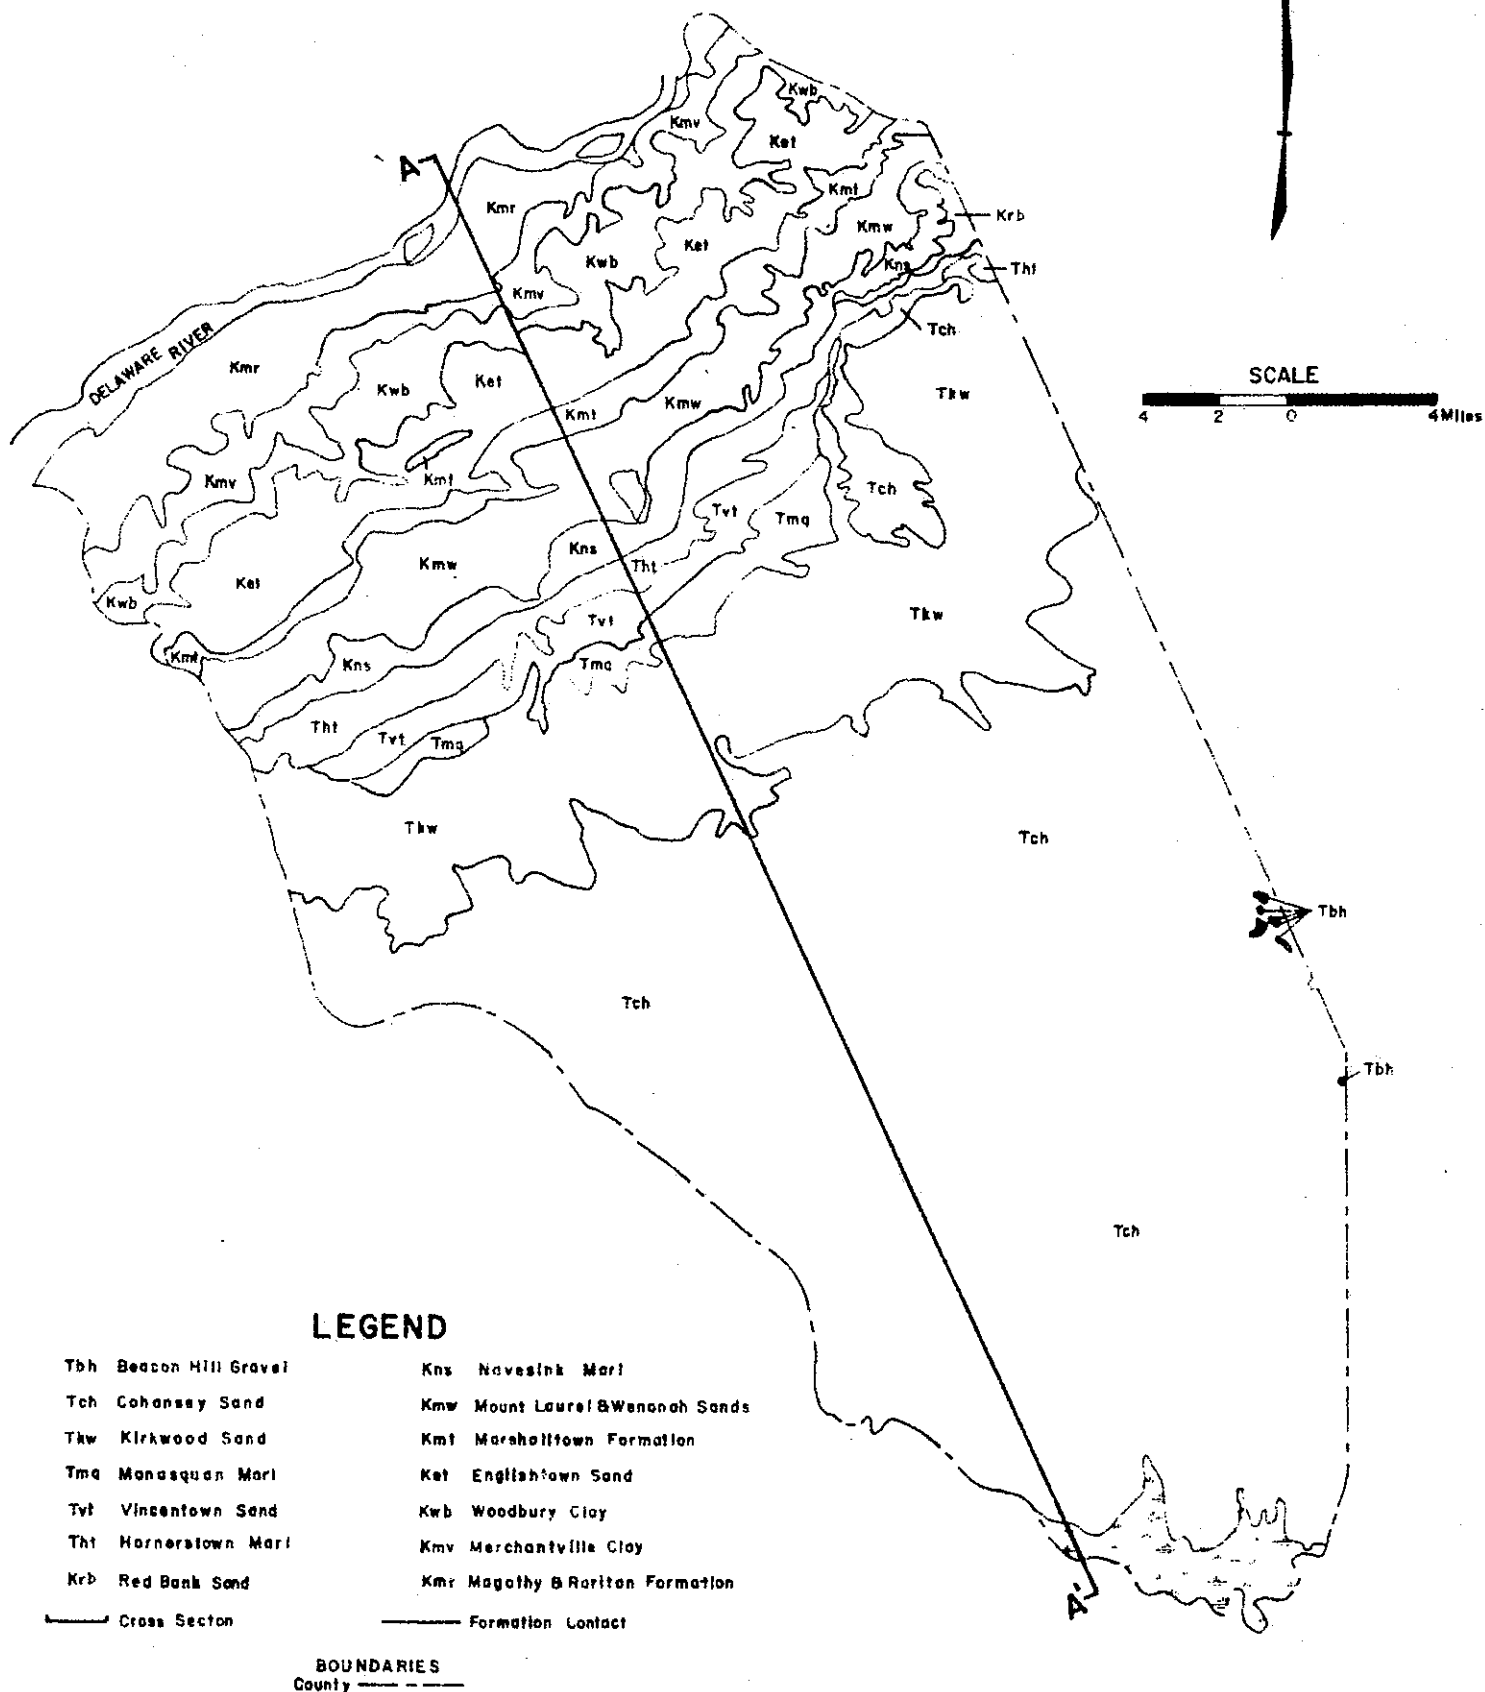 Kwb
Kmv
Ket
A
Kmt
Kmr
Kmw
Krb
Ket
Kwb
Kns
Tht
Kmv
Tch
DELAWARE RIVER
Kmr
SCALE
Kwb
Ket
Tkw
4 2 0 4 Miles
Kmt
Kmw
Kmt
Kmv
Tch
Tvt
Tmq
Kns
Kmw
Tht
Ket
Kwb
Tkw
Tvt
Kmt
Kns
Tmq
Tht
Tvt
Tmq
Tkw
Tch
Tbh
Tch
Tbh
Tch
LEGEND
Tbh Beacon Hill Gravel
Tch Cohansey Sand
Tkw Kirkwood Sand
Tmq Manasquan Marl
Tvt Vincentown Sand
Tht Hornerstown Marl
Krb Red Bank Sand
Cross Secton
Kns Navesink Marl
Kmw Mount Laurel & Wenonah Sands
Kmt Marshalltown Formation
Ket Englishtown Sand
Kwb Woodbury Clay
Kmv Merchantville Clay
Kmr Magothy & Raritan Formation
Formation Contact
BOUNDARIES
County
A'